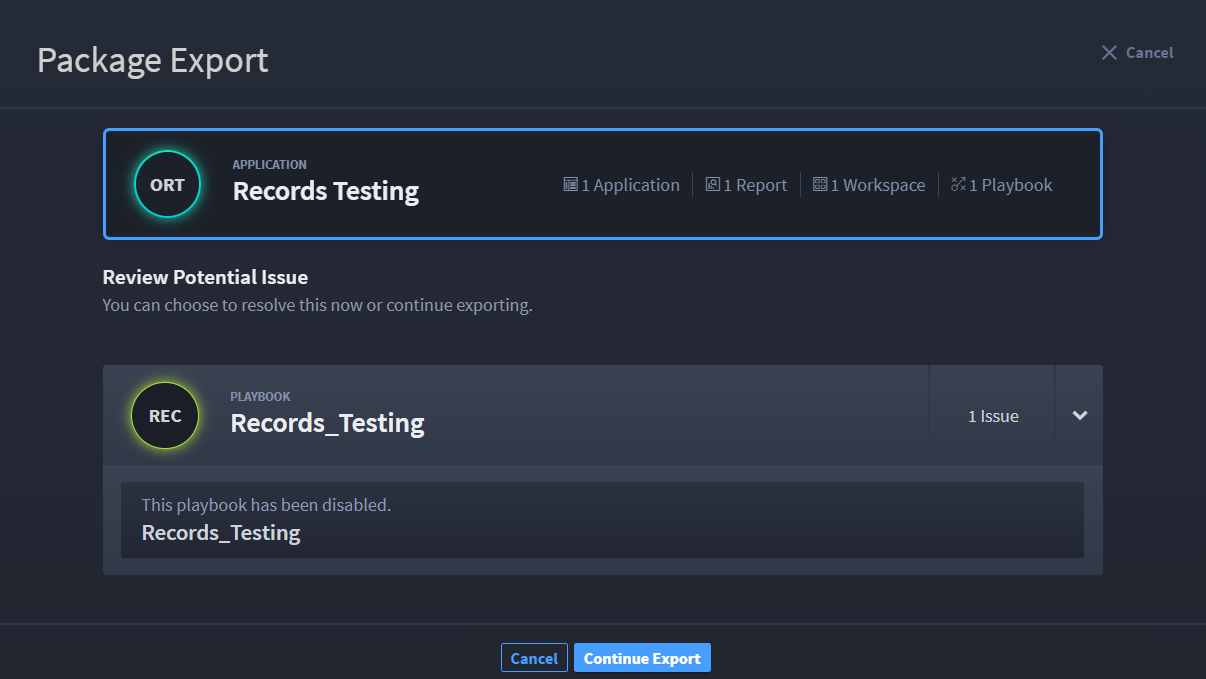 Package Export
Cancel
ORT
APPLICATION
Records Testing
1 Application
1 Report
1 Workspace
1 Playbook
Review Potential Issue
You can choose to resolve this now or continue exporting.
REC
PLAYBOOK
Records_Testing
1 Issue
This playbook has been disabled.
Records_Testing
Cancel
Continue Export